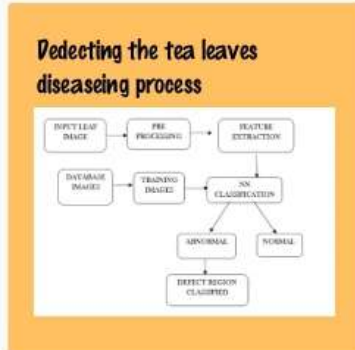 Dedecting the tea leaves
diseaseing process
INPUT LEAF
IMAGE
PRE
PROCESSING
FEATURE
EXTRACTION
DATABASE
IMAGES
TRAINING
IMAGES
NN
CLASSIFICATION
ABNORMAL
NORMAL
DEFECT REGION
CLASSIFIED